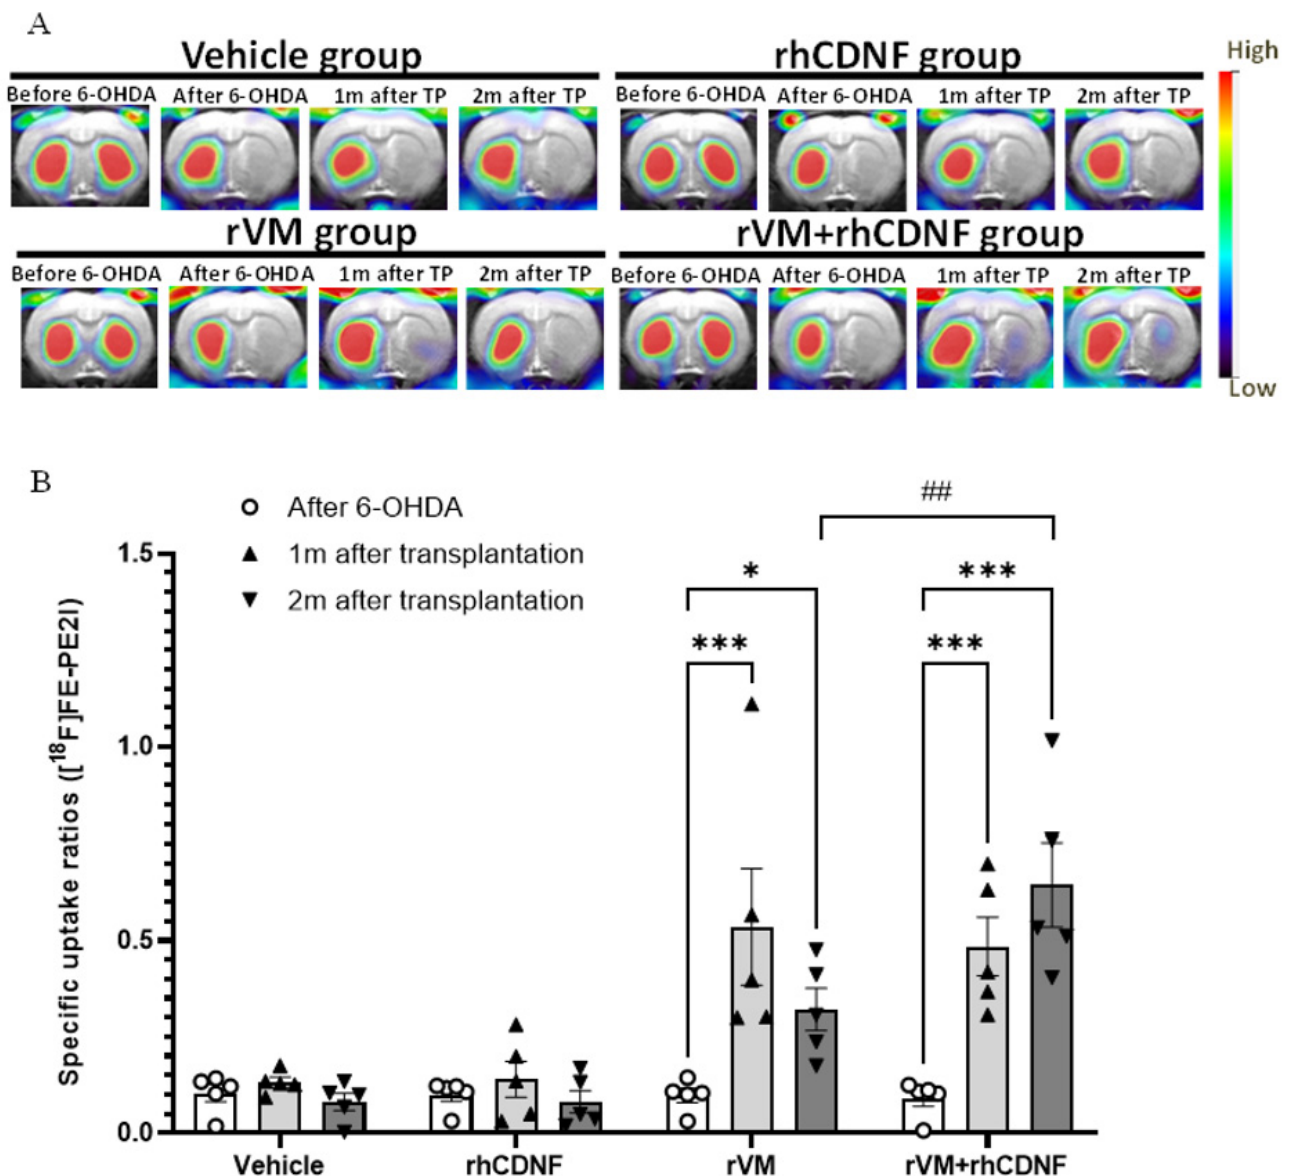 A
Vehicle group
rhCDNF group
High
Before 6-OHDA After 6-OHDA 1m after TP 2m after TP
Before 6-OHDA After 6-OHDA 1m after TP 2m after TP
rVM group
rVM+rhCDNF group
Before 6-OHDA After 6-OHDA 1m after TP 2m after TP
Before 6-OHDA After 6-OHDA 1m after TP 2m after TP
Low
B
After 6-OHDA
1m after transplantation
2m after transplantation
##
* ***
*** ***
Specific uptake ratios ([¹⁸F]FE-PE2I)
1.5
1.0
0.5
0.0
Vehicle rhCDNF rVM rVM+rhCDNF